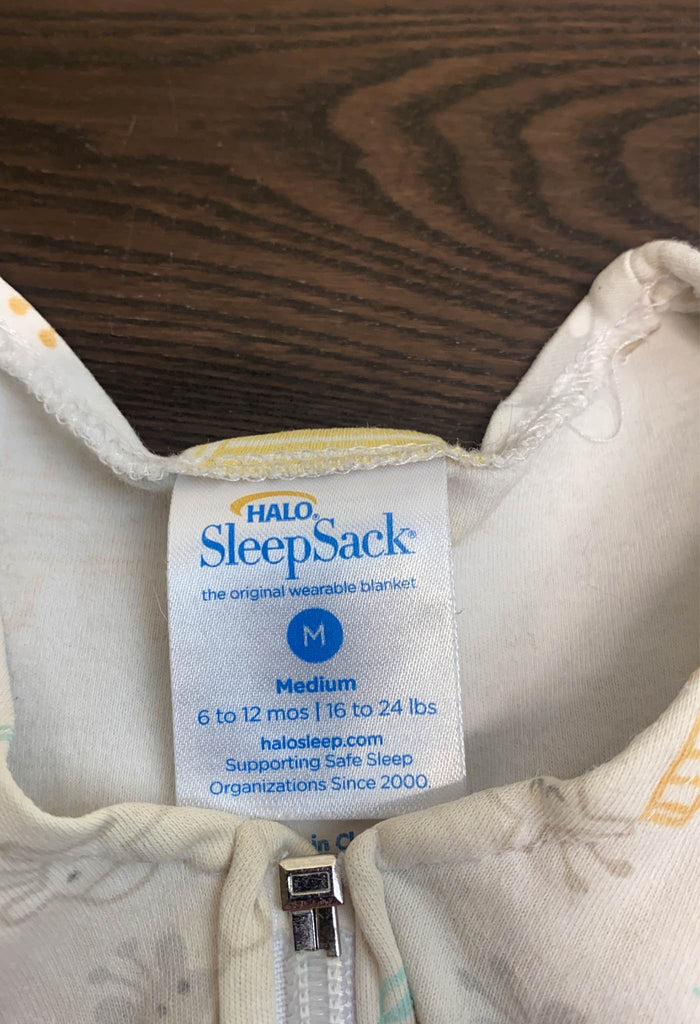 HALO®
SleepSack®
the original wearable blanket
M
Medium
6 to 12 mos | 16 to 24 lbs
halosleep.com
Supporting Safe Sleep
Organizations Since 2000.
in